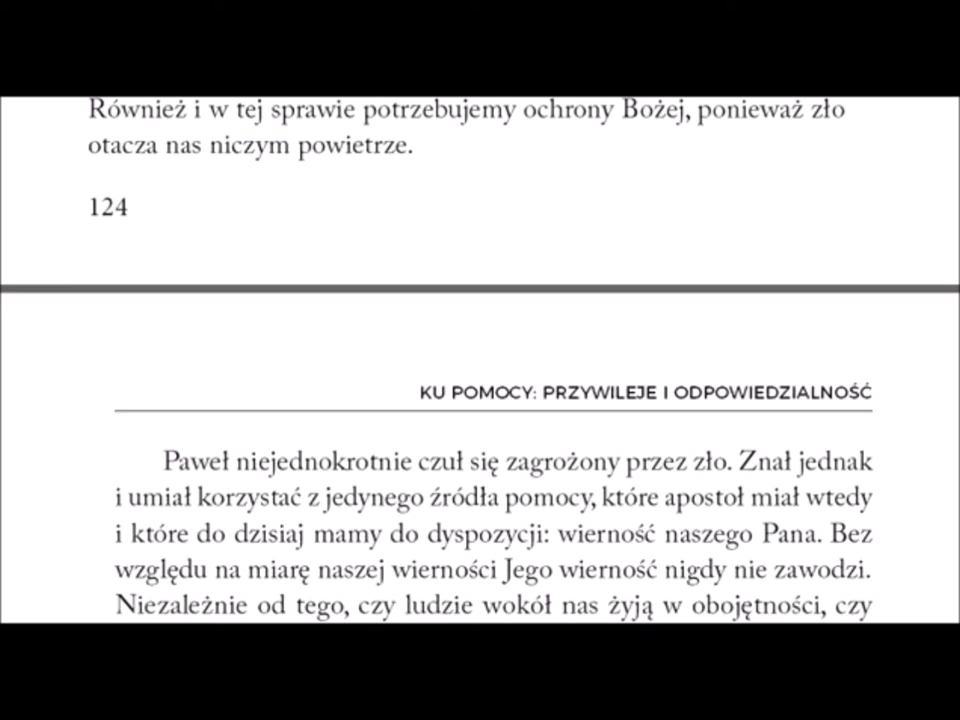 Również i w tej sprawie potrzebujemy ochrony Bożej, ponieważ zło
otacza nas niczym powietrze.
124
KU POMOCY: PRZYWILEJE I ODPOWIEDZIALNOŚĆ
Paweł niejednokrotnie czuł się zagrożony przez zło. Znał jednak
i umiał korzystać z jedynego źródła pomocy, które apostoł miał wtedy
i które do dzisiaj mamy do dyspozycji: wierność naszego Pana. Bez
względu na miarę naszej wierności Jego wierność nigdy nie zawodzi.
Niezależnie od tego, czy ludzie wokół nas żyją w obojętności, czy